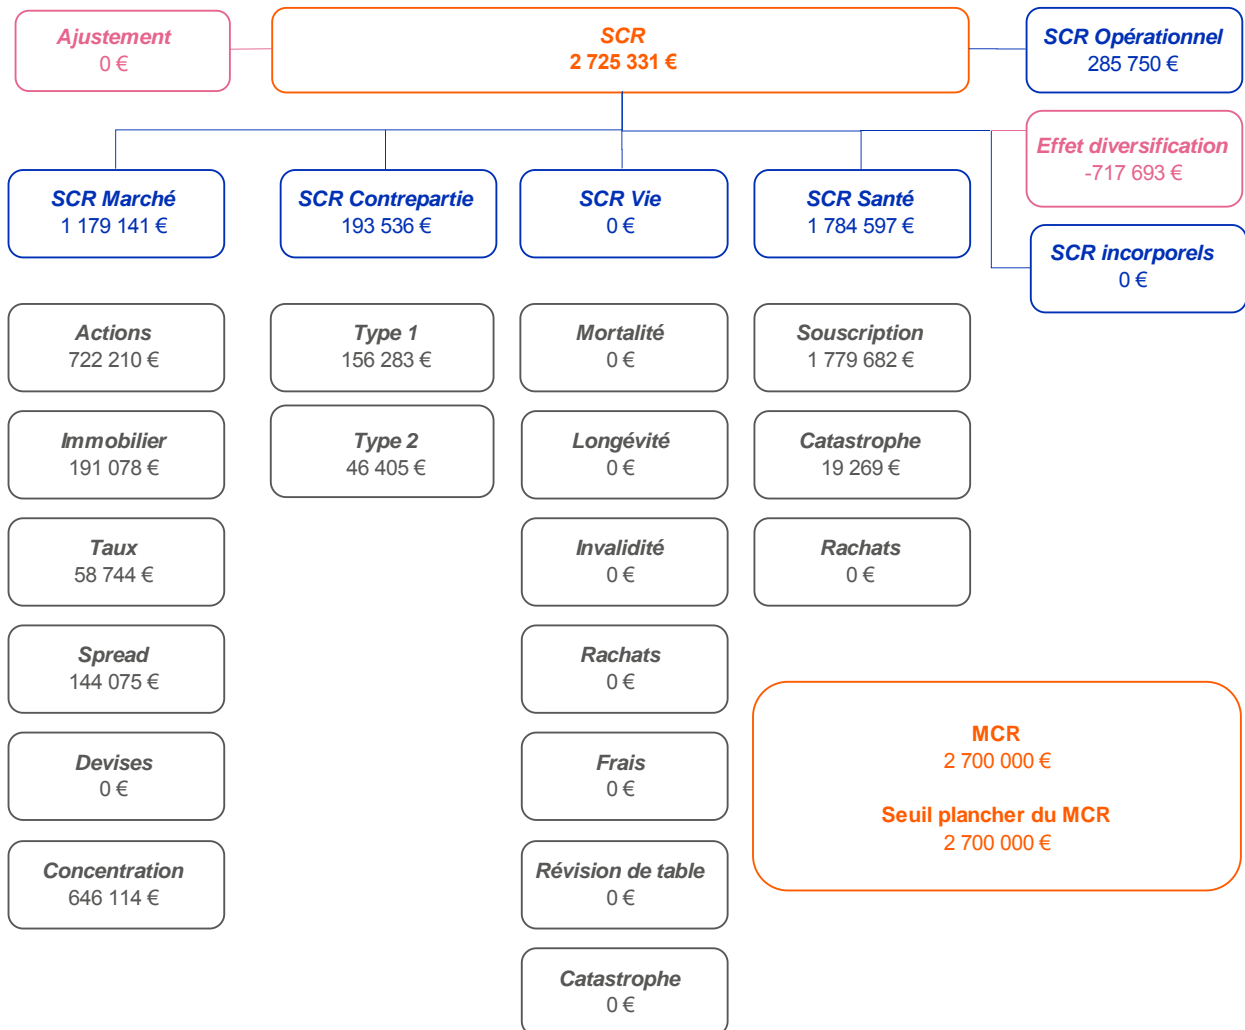 Ajustement
0 €
SCR
2 725 331 €
SCR Opérationnel
285 750 €
Effet diversification
-717 693 €
SCR Marché
1 179 141 €
SCR Contrepartie
193 536 €
SCR Vie
0 €
SCR Santé
1 784 597 €
SCR incorporels
0 €
Actions
722 210 €
Type 1
156 283 €
Mortalité
0 €
Souscription
1 779 682 €
Immobilier
191 078 €
Type 2
46 405 €
Longévité
0 €
Catastrophe
19 269 €
Taux
58 744 €
Invalidité
0 €
Rachats
0 €
Spread
144 075 €
Rachats
0 €
Devises
0 €
Frais
0 €
MCR
2 700 000 €
Seuil plancher du MCR
2 700 000 €
Concentration
646 114 €
Révision de table
0 €
Catastrophe
0 €